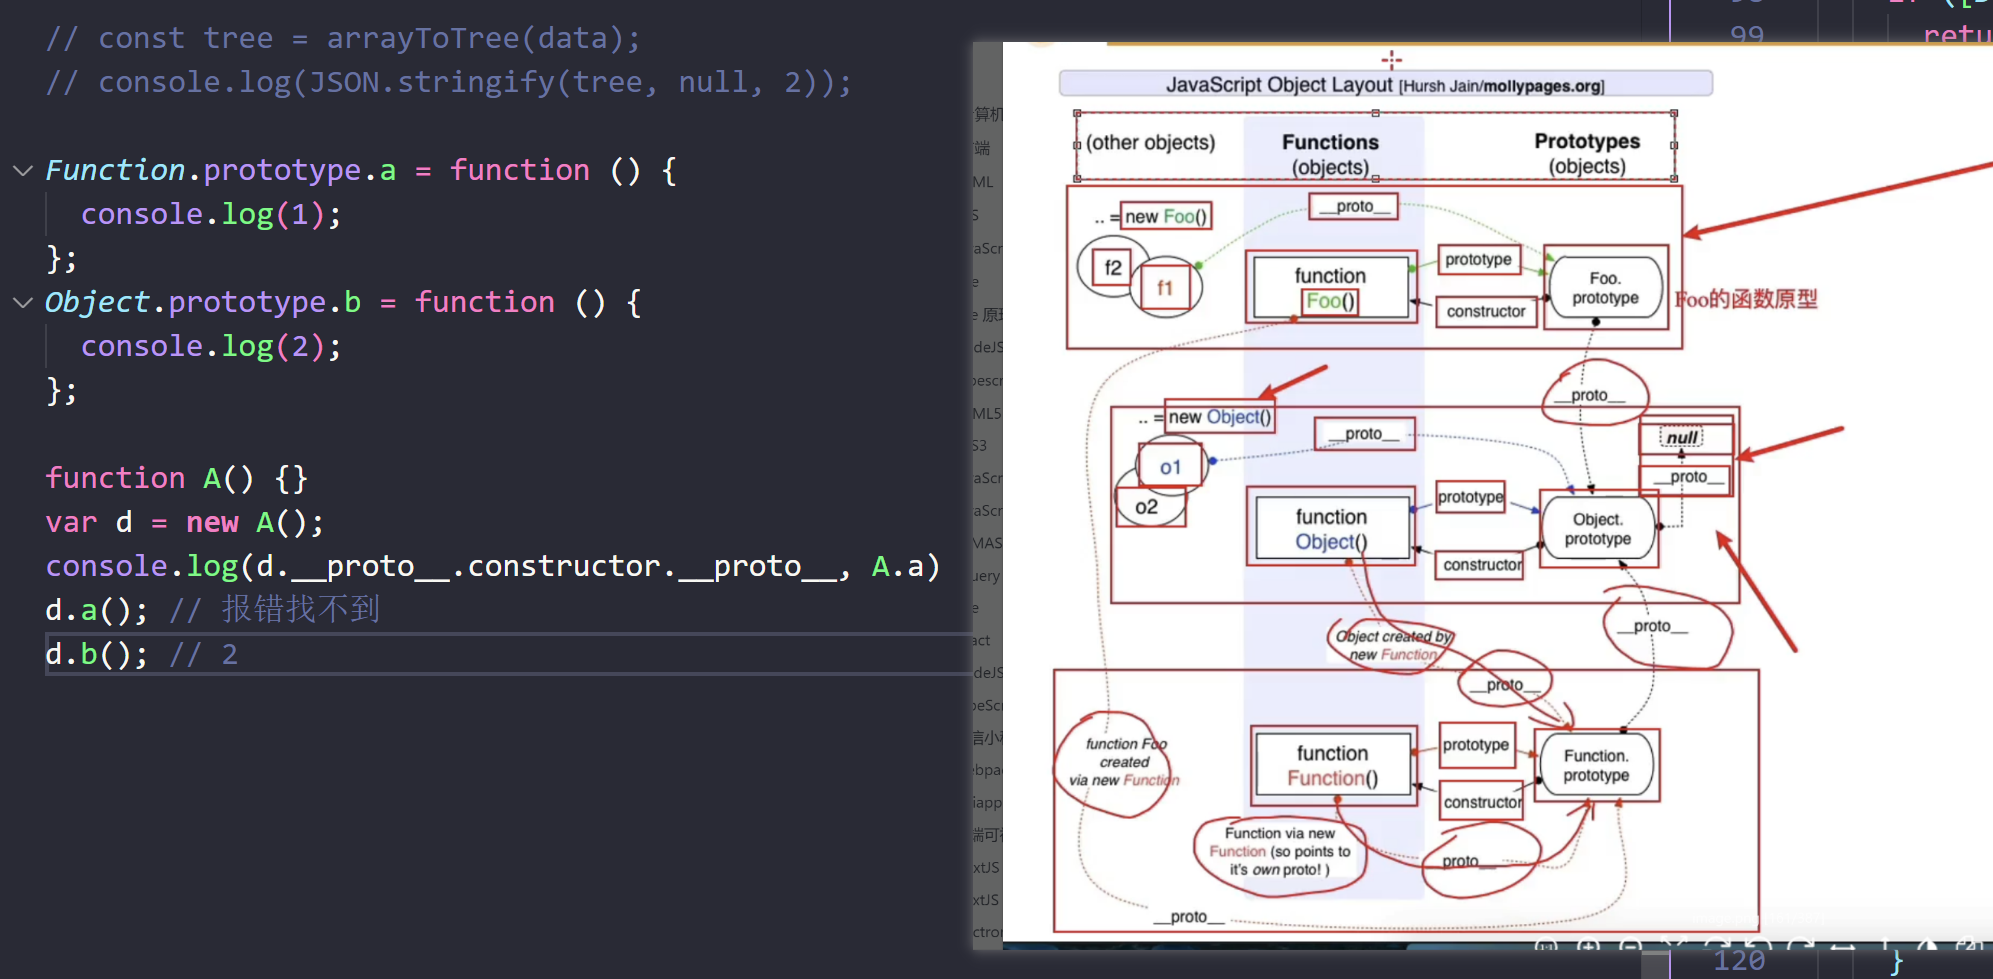 // const tree = arrayToTree(data);
// console.log(JSON.stringify(tree, null, 2));
Function.prototype.a = function () {
console.log(1);
};
Object.prototype.b = function () {
console.log(2);
};
function A() {}
var d = new A();
console.log(d.__proto__.constructor.__proto__, A.a)
d.a(); // 报错找不到
d.b(); // 2
99
retu
120
}
JavaScript Object Layout [Hursh Jain/mollypages.org]
(other objects)
Functions
(objects)
Prototypes
(objects)
.. = new Foo()
__proto__
f2
f1
function
Foo()
prototype
constructor
Foo.
prototype
Foo的函数原型
__proto__
.. = new Object()
__proto__
null
__proto__
o1
o2
function
Object()
prototype
constructor
Object.
prototype
Object created by
new Function
__proto__
__proto__
function Foo
created
via new Function
function
Function()
prototype
constructor
Function.
prototype
Function via new
Function (so points to
it's own proto! )
proto__
__proto__